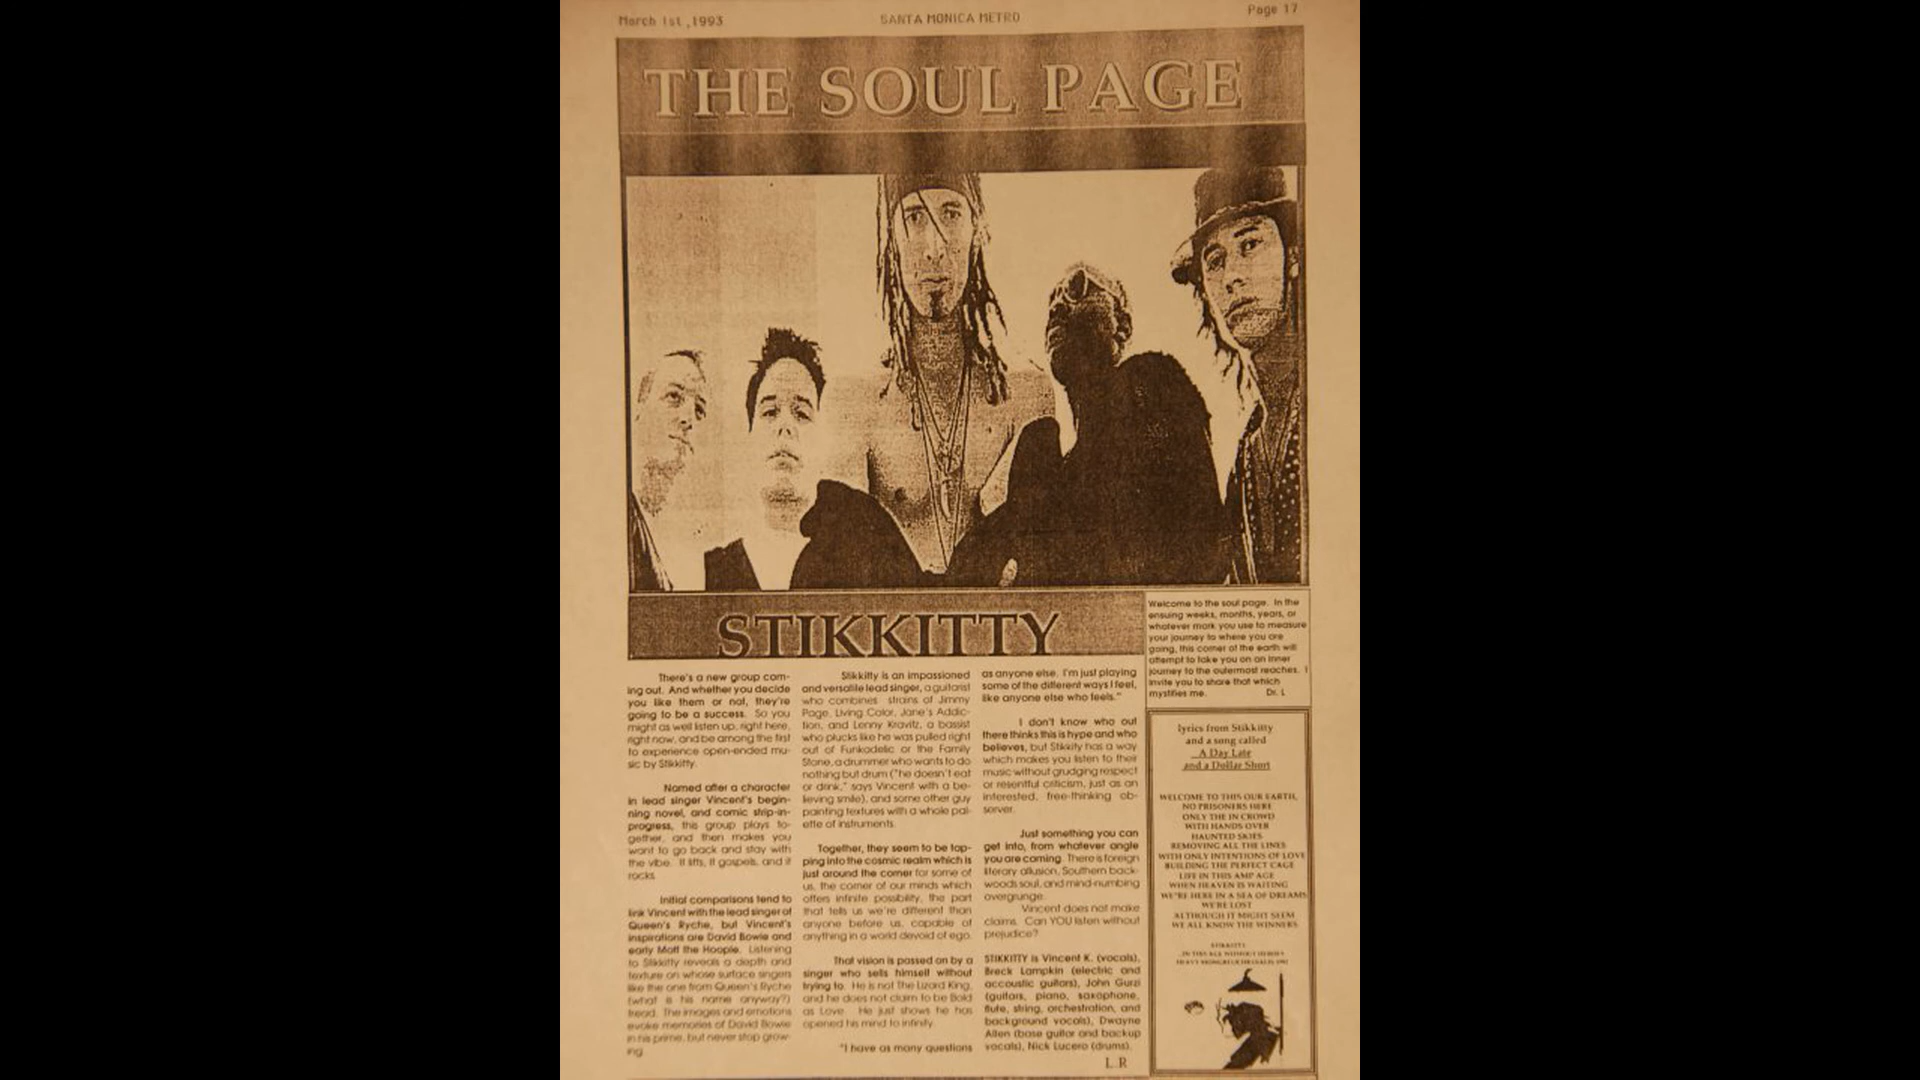 March 1st ,1993
SANTA MONICA METRO
Page 17
THE SOUL PAGE
STIKKITTY
There's a new group com-
ing out. And whether you decide
you like them or not, they're
going to be a success. So you
might as well listen up, right here,
right now, and be among the first
to experience open-ended mu-
sic by Stikkitty.
Named after a character
in lead singer Vincent's begin-
ning novel, and comic strip-in-
progress, this group plays to-
gether, and then makes you
want to go back and stay with
the vibe. It lifts, it gospels, and it
rocks.
Initial comparisons tend to
link Vincent with the lead singer of
Queen's Ryche, but Vincent's
inspirations are David Bowie and
early Mott the Hoople. Listening
to Stikkitty reveals a depth and
texture on whose surface singers
like the one from Queen's Ryche
(what is his name anyway?)
tread. The images and emotions
evoke memories of David Bowie
in his prime, but never stop grow-
ing.
Stikkitty is an impassioned
and versatile lead singer, a guitarist
who combines strains of Jimmy
Page, Living Color, Jane's Addic-
tion, and Lenny Kravitz, a bassist
who plucks like he was pulled right
out of Funkadelic or the Family
Stone, a drummer who wants to do
nothing but drum ("he doesn't eat
or drink," says Vincent with a be-
lieving smile), and some other guy
painting textures with a whole pal-
ette of instruments.
Together, they seem to be tap-
ping into the cosmic realm which is
just around the corner for some of
us, the corner of our minds which
offers infinite possibility, the part
that tells us we're different than
anyone before us, capable of
anything in a world devoid of ego.
That vision is passed on by a
singer who sells himself without
trying to. He is not the Lizard King,
and he does not claim to be Bold
as Love. He just shows he has
opened his mind to infinity.
"I have as many questions
as anyone else. I'm just playing
some of the different ways I feel,
like anyone else who feels."
I don't know who out
there thinks this is hype and who
believes, but Stikkity has a way
which makes you listen to their
music without grudging respect
or resentful criticism, just as an
interested, free-thinking ob-
server.
Just something you can
get into, from whatever angle
you are coming. There is foreign
literary allusion, Southern back-
woods soul, and mind-numbing
overgrunge.
Vincent does not make
claims. Can YOU listen without
prejudice?
STIKKITTY is Vincent K. (vocals),
Breck Lampkin (electric and
accoustic guitars), John Gurzi
(guitars, piano, saxophone,
flute, string, orchestration, and
background vocals), Dwayne
Allen (base guitar and backup
vocals), Nick Lucero (drums).
L.R
Welcome to the soul page. In the
ensuing weeks, months, years, or
whatever mark you use to measure
your journey to where you are
going, this corner of the earth will
attempt to take you on an inner
journey to the outermost reaches. I
invite you to share that which
mystifies me. Dr. L
lyrics from Stikkitty
and a song called
A Day Late
and a Dollar Short
WELCOME TO THIS OUR EARTH,
NO PRISONERS HERE
ONLY THE IN CROWD
WITH HANDS OVER
HAUNTED SKIES
REMOVING ALL THE LINES
WITH ONLY INTENTIONS OF LOVE
BUILDING THE PERFECT CAGE
LIFE IN THIS AMP AGE
WHEN HEAVEN IS WAITING
WE'RE HERE IN A SEA OF DREAMS
WE'RE LOST
ALTHOUGH IT MIGHT SEEM
WE ALL KNOW THE WINNERS
STIKKITTY
...IN THIS AGE WITHOUT HEROES